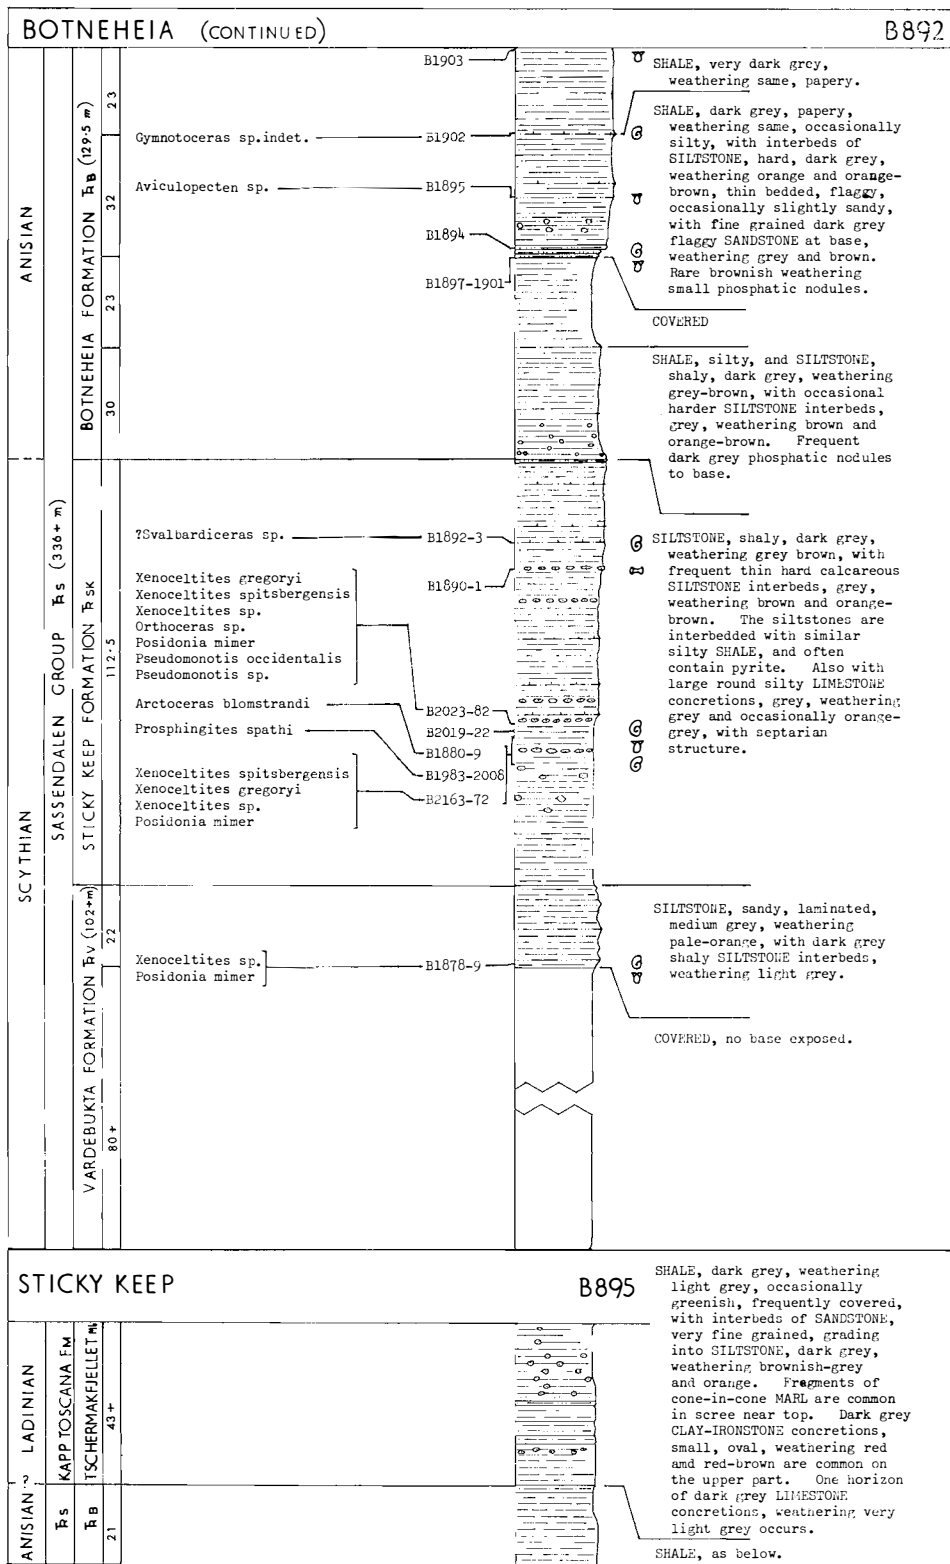 BOTNEHEIA (CONTINUED) B892
ANISIAN
SCYTHIAN
SASSENDALEN GROUP Ŧs (336+ m)
BOTNEHEIA FORMATION ŦB (129·5 m)
STICKY KEEP FORMATION ŦSK
VARDEBUKTA FORMATION ŦV (102+m)
23
32
23
30
112·5
22
80+
Gymnotoceras sp.indet.
Aviculopecten sp.
?Svalbardiceras sp.
Xenoceltites gregoryi
Xenoceltites spitsbergensis
Xenoceltites sp.
Orthoceras sp.
Posidonia mimer
Pseudomonotis occidentalis
Pseudomonotis sp.
Arctoceras blomstrandi
Prosphingites spathi
Xenoceltites spitsbergensis
Xenoceltites gregoryi
Xenoceltites sp.
Posidonia mimer
Xenoceltites sp.
Posidonia mimer
B1903
B1902
B1895
B1894
B1897-1901
B1892-3
B1890-1
B2023-82
B2019-22
B1880-9
B1983-2008
B2163-72
B1878-9
SHALE, very dark grey,
weathering same, papery.
SHALE, dark grey, papery,
weathering same, occasionally
silty, with interbeds of
SILTSTONE, hard, dark grey,
weathering orange and orange-
brown, thin bedded, flaggy,
occasionally slightly sandy,
with fine grained dark grey
flaggy SANDSTONE at base,
weathering grey and brown.
Rare brownish weathering
small phosphatic nodules.
COVERED
SHALE, silty, and SILTSTONE,
shaly, dark grey, weathering
grey-brown, with occasional
harder SILTSTONE interbeds,
grey, weathering brown and
orange-brown. Frequent
dark grey phosphatic nodules
to base.
SILTSTONE, shaly, dark grey,
weathering grey brown, with
frequent thin hard calcareous
SILTSTONE interbeds, grey,
weathering brown and orange-
brown. The siltstones are
interbedded with similar
silty SHALE, and often
contain pyrite. Also with
large round silty LIMESTONE
concretions, grey, weathering
grey and occasionally orange-
grey, with septarian
structure.
SILTSTONE, sandy, laminated,
medium grey, weathering
pale-orange, with dark grey
shaly SILTSTONE interbeds,
weathering light grey.
COVERED, no base exposed.
STICKY KEEP B895
ANISIAN ? LADINIAN
Ŧs KAPP TOSCANA FM
ŦB TSCHERMAKFJELLET Mb
21
43+
SHALE, dark grey, weathering
light grey, occasionally
greenish, frequently covered,
with interbeds of SANDSTONE,
very fine grained, grading
into SILTSTONE, dark grey,
weathering brownish-grey
and orange. Fragments of
cone-in-cone MARL are common
in scree near top. Dark grey
CLAY-IRONSTONE concretions,
small, oval, weathering red
and red-brown are common on
the upper part. One horizon
of dark grey LIMESTONE
concretions, weathering very
light grey occurs.
SHALE, as below.